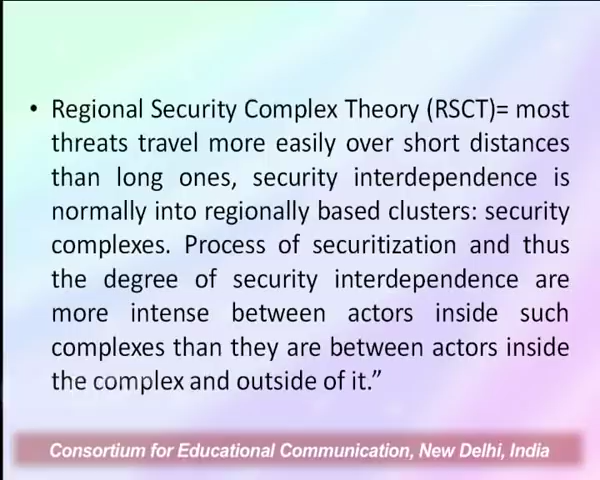 • Regional Security Complex Theory (RSCT)= most
threats travel more easily over short distances
than long ones, security interdependence is
normally into regionally based clusters: security
complexes. Process of securitization and thus
the degree of security interdependence are
more intense between actors inside such
complexes than they are between actors inside
the complex and outside of it.”
Consortium for Educational Communication, New Delhi, India